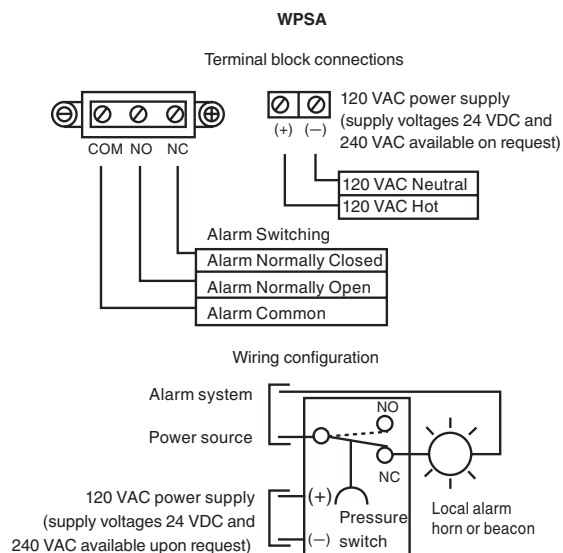 WPSA
Terminal block connections
120 VAC power supply
(supply voltages 24 VDC and
240 VAC available on request)
(+) (—)
COM NO NC
120 VAC Neutral
120 VAC Hot
Alarm Switching
Alarm Normally Closed
Alarm Normally Open
Alarm Common
Wiring configuration
Alarm system
NO
Power source
NC
120 VAC power supply
(supply voltages 24 VDC and
240 VAC available upon request)
(+)
(—)
Pressure
switch
Local alarm
horn or beacon